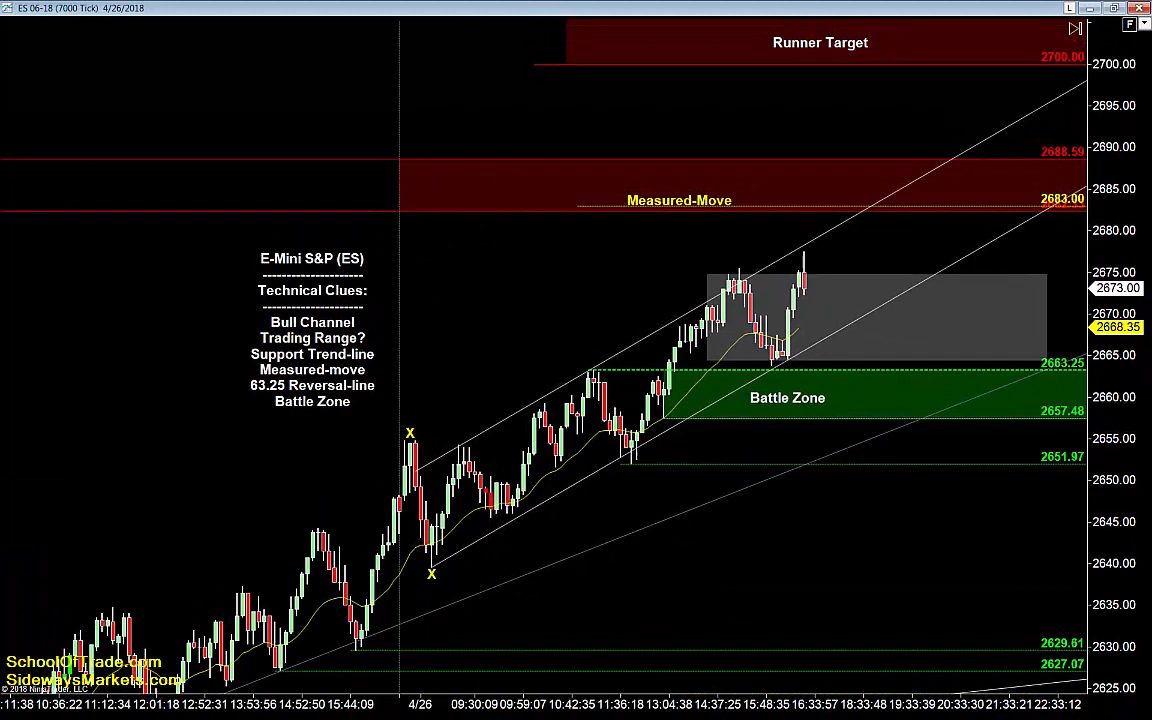 ES 06-18 (7000 Tick)  4/26/2018
L
F
Runner Target
2700.00
2700.00
2695.00
2690.00
2688.59
2685.00
Measured-Move
2683.00
2680.00
E-Mini S&P (ES)
--------------------
Technical Clues:
--------------------
Bull Channel
Trading Range?
Support Trend-line
Measured-move
63.25 Reversal-line
Battle Zone
2675.00
2673.00
2670.00
2668.35
2665.00
2663.25
2660.00
Battle Zone
2657.48
2655.00
X
2651.97
2650.00
2645.00
2640.00
X
2635.00
2630.00
2629.61
2627.07
2625.00
SchoolOfTrade.com
SidewaysMarkets.com
© 2018 NinjaTrader, LLC
:11:38 10:36:22 11:12:34 12:01:18 12:52:31 13:53:56 14:52:50 15:44:09 4/26 09:30:09 09:59:07 10:42:35 11:36:18 13:04:38 14:37:25 15:48:35 16:33:57 18:33:48 19:33:39 20:33:30 21:33:21 22:33:12